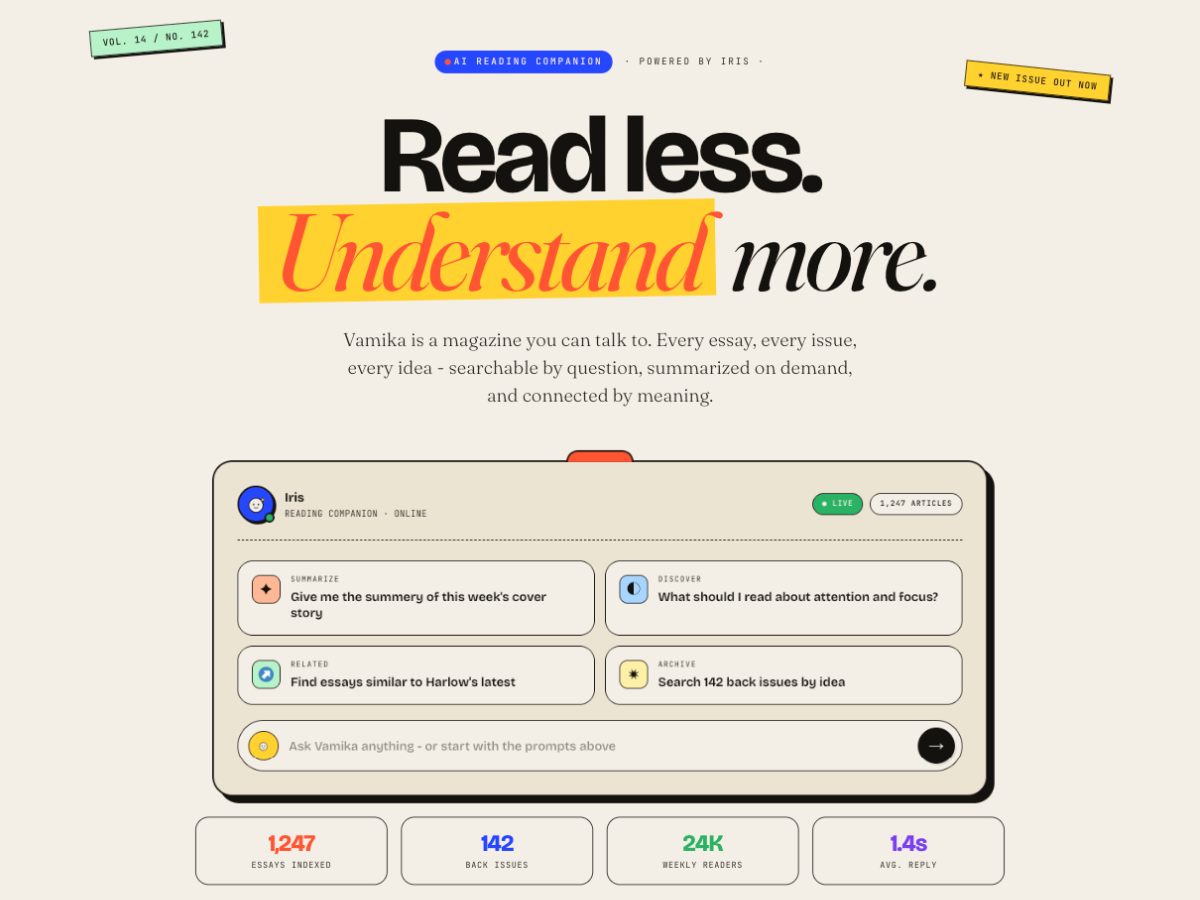 VOL. 14 / NO. 142
AI READING COMPANION
· POWERED BY IRIS ·
★ NEW ISSUE OUT NOW
Read less.
Understand more.
Vamika is a magazine you can talk to. Every essay, every issue,
every idea - searchable by question, summarized on demand,
and connected by meaning.
Iris
READING COMPANION · ONLINE
LIVE
1,247 ARTICLES
SUMMARIZE
Give me the summery of this week's cover
story
DISCOVER
What should I read about attention and focus?
RELATED
Find essays similar to Harlow's latest
ARCHIVE
Search 142 back issues by idea
Ask Vamika anything - or start with the prompts above
1,247
ESSAYS INDEXED
142
BACK ISSUES
24K
WEEKLY READERS
1.4s
AVG. REPLY